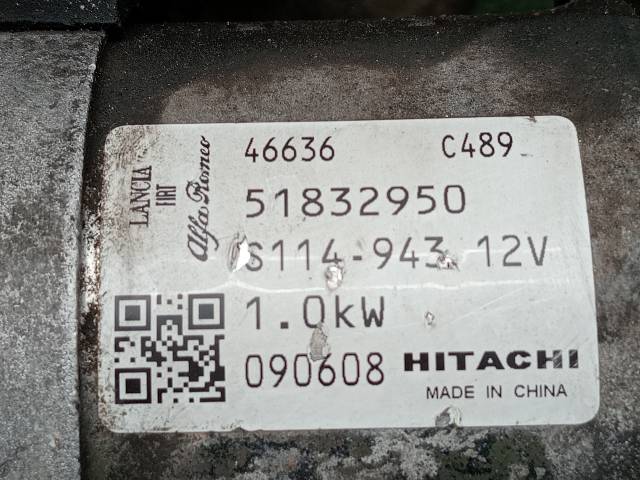 46636 C489
LANCIA
FIAT
Alfa Romeo
51832950
S114-943 12V
1.0kW
090608 HITACHI
MADE IN CHINA